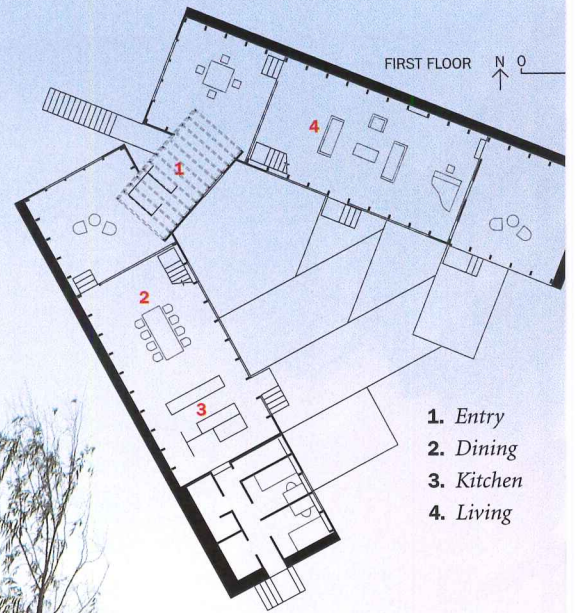 FIRST FLOOR N 0
4
1
2
3
1. Entry
2. Dining
3. Kitchen
4. Living